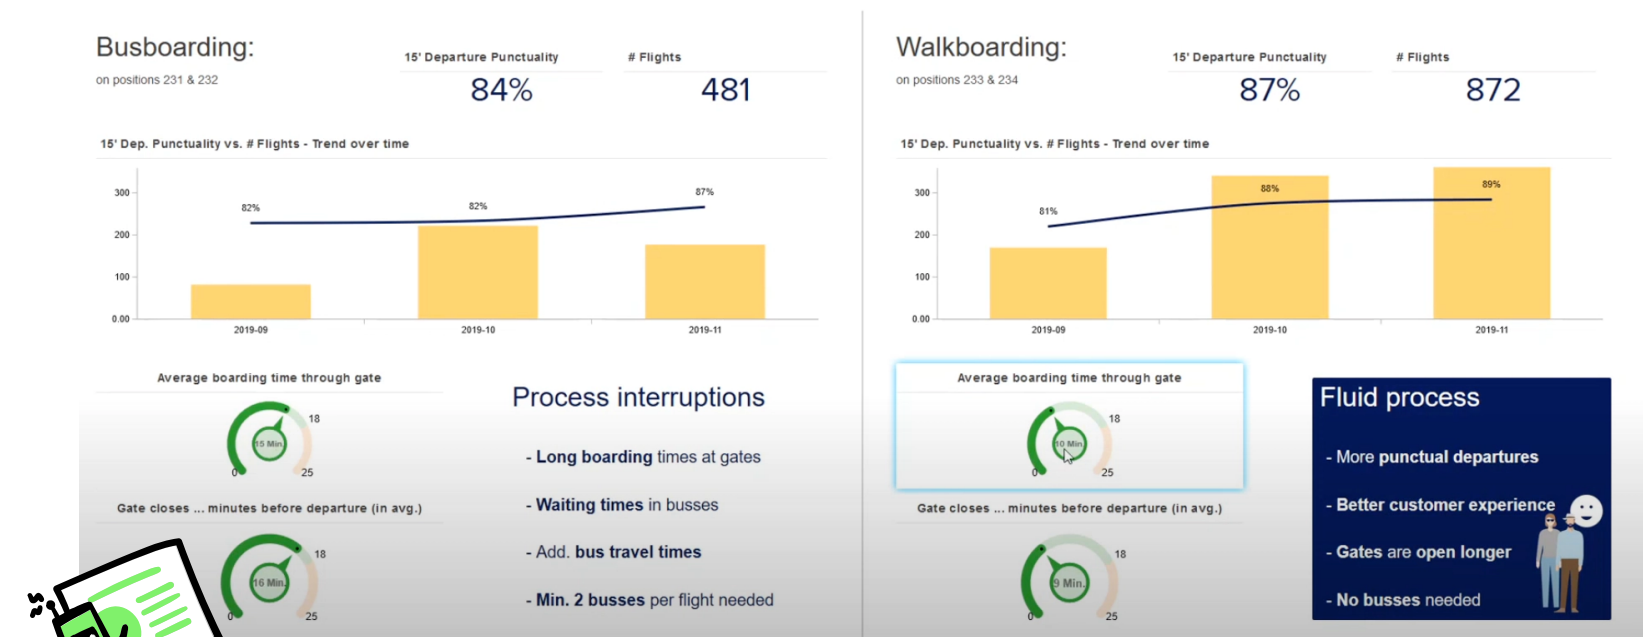 Busboarding:
on positions 231 & 232
15' Departure Punctuality
84%
# Flights
481
15' Dep. Punctuality vs. # Flights - Trend over time
300
200
100
0.00
82%
82%
87%
2019-09
2019-10
2019-11
Average boarding time through gate
15 Min.
0
18
25
Gate closes ... minutes before departure (in avg.)
16 Min.
0
18
25
Process interruptions
- Long boarding times at gates
- Waiting times in busses
- Add. bus travel times
- Min. 2 busses per flight needed
Walkboarding:
on positions 233 & 234
15' Departure Punctuality
87%
# Flights
872
15' Dep. Punctuality vs. # Flights - Trend over time
300
200
100
0.00
81%
88%
89%
2019-09
2019-10
2019-11
Average boarding time through gate
10 Min.
0
18
25
Gate closes ... minutes before departure (in avg.)
9 Min.
0
18
25
Fluid process
- More punctual departures
- Better customer experience
- Gates are open longer
- No busses needed